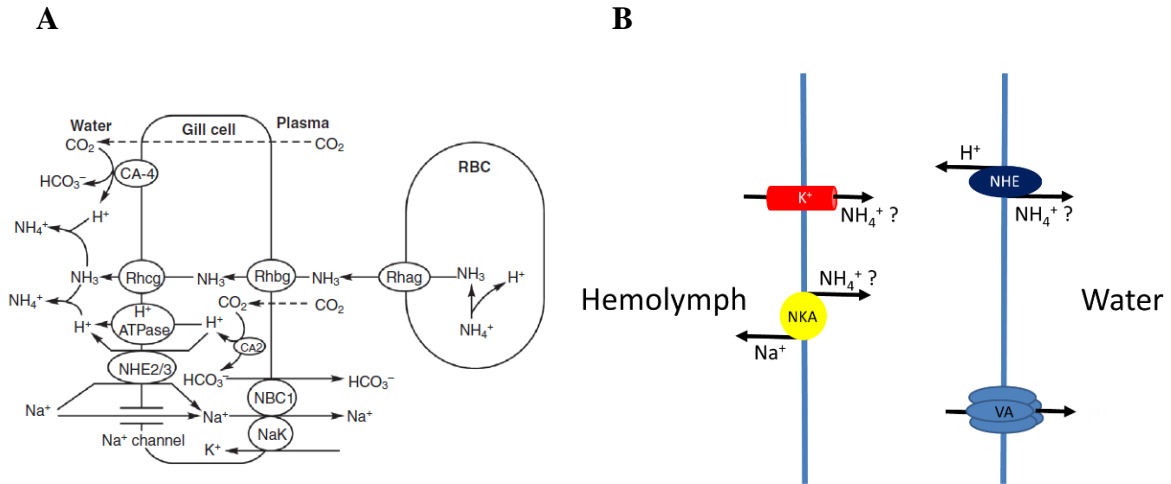 A
B
Water
Gill cell
Plasma
CO₂
CO₂
CA-4
HCO₃⁻
H⁺
NH₄⁺
RBC
NH₃
Rhcg
NH₃
Rhbg
NH₃
Rhag
NH₃
H⁺
NH₄⁺
NH₄⁺
H⁺
H⁺
ATPase
H⁺
CO₂
CO₂
CA2
NHE2/3
HCO₃⁻
HCO₃⁻
NBC1
Na⁺
Na⁺
Na⁺
Na⁺ channel
NaK
K⁺
K⁺
NH₄⁺ ?
H⁺
NHE
NH₄⁺ ?
Hemolymph
NH₄⁺ ?
NKA
Na⁺
Water
VA